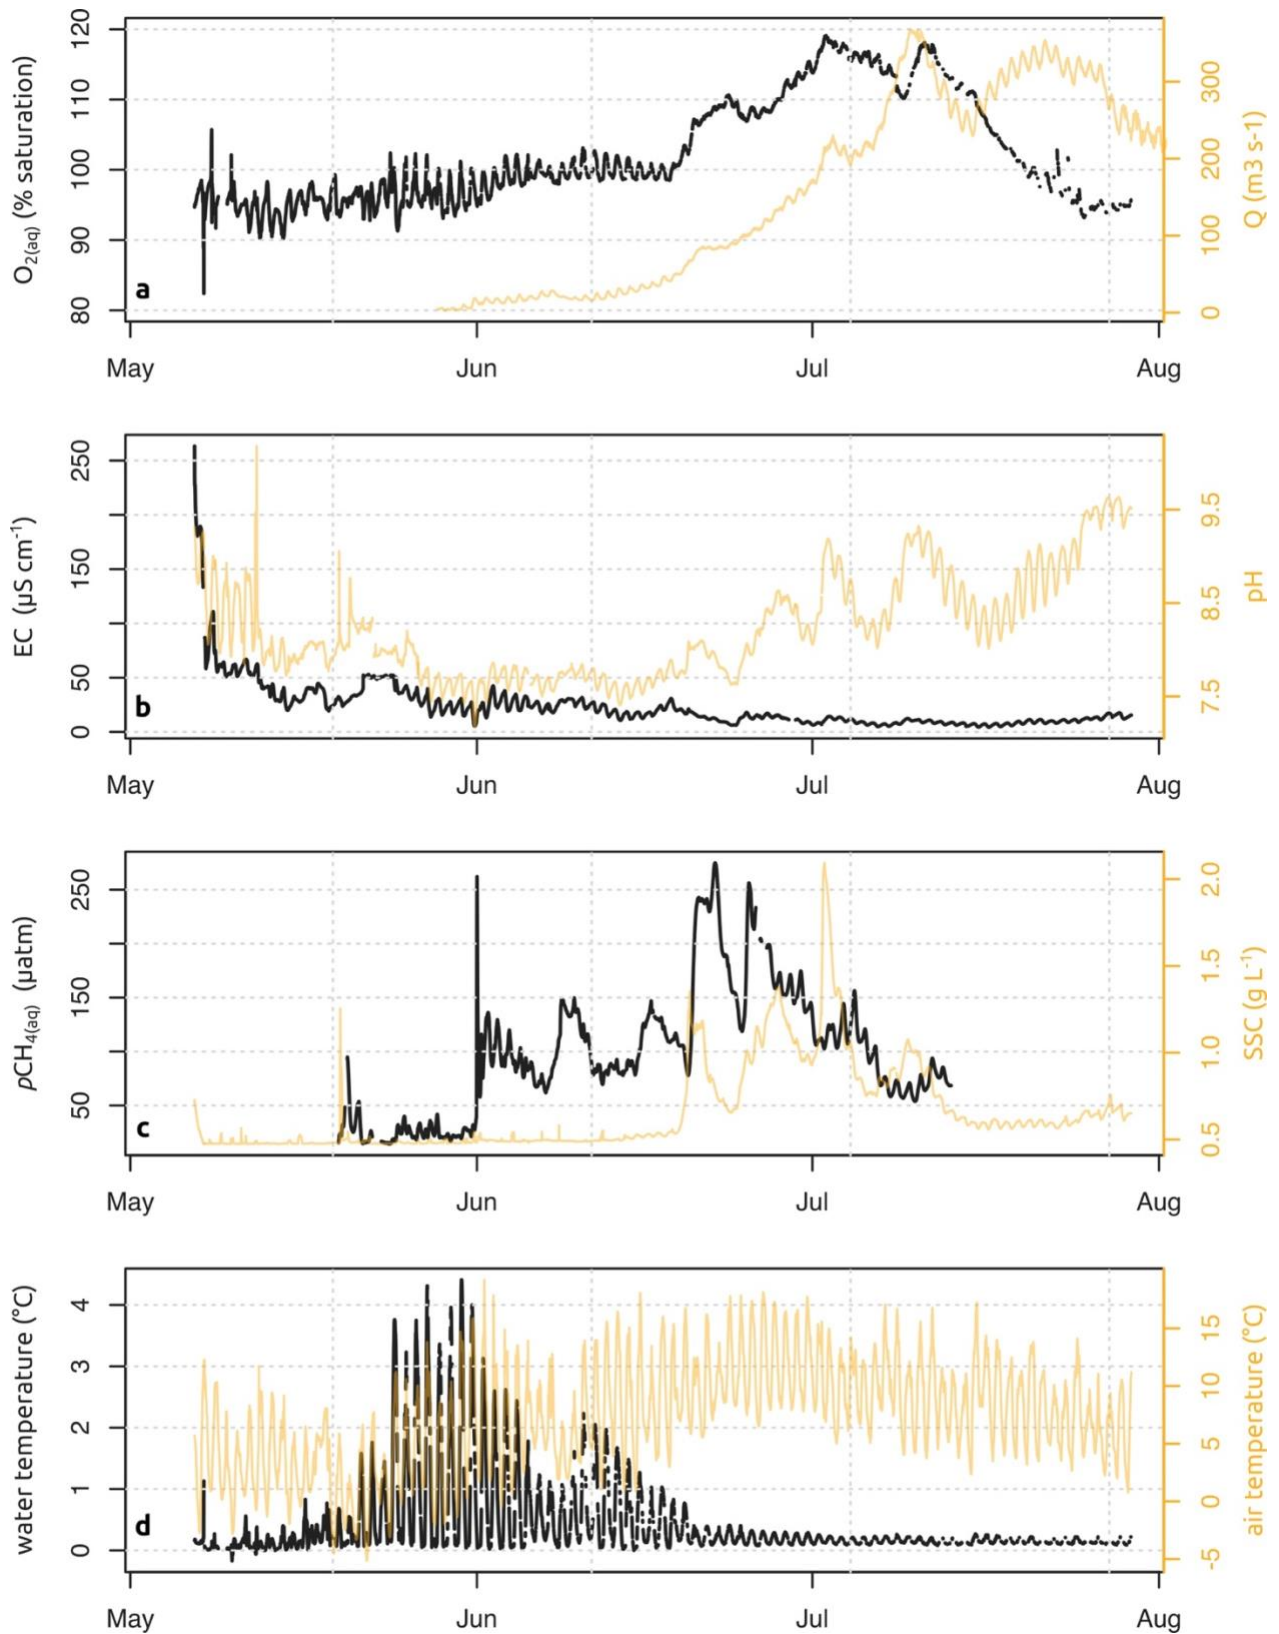 O2(aq) (% saturation)
80 90 100 110 120
a
0 100 200 300
Q (m3 s-1)
May Jun Jul Aug
EC (µS cm-1)
0 50 150 250
b
7.5 8.5 9.5
pH
May Jun Jul Aug
pCH4(aq) (µatm)
50 150 250
c
0.5 1.0 1.5 2.0
SSC (g L-1)
May Jun Jul Aug
water temperature (°C)
0 1 2 3 4
d
-5 0 5 10 15
air temperature (°C)
May Jun Jul Aug